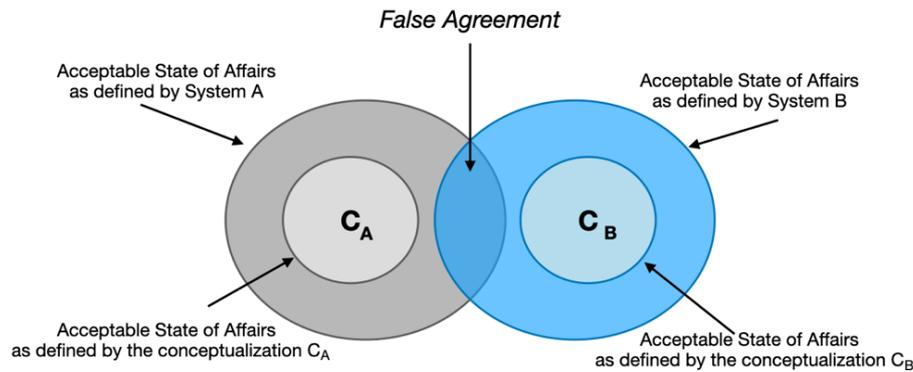 False Agreement
Acceptable State of Affairs
as defined by System A
Acceptable State of Affairs
as defined by System B
C A
C B
Acceptable State of Affairs
as defined by the conceptualization CA
Acceptable State of Affairs
as defined by the conceptualization CB